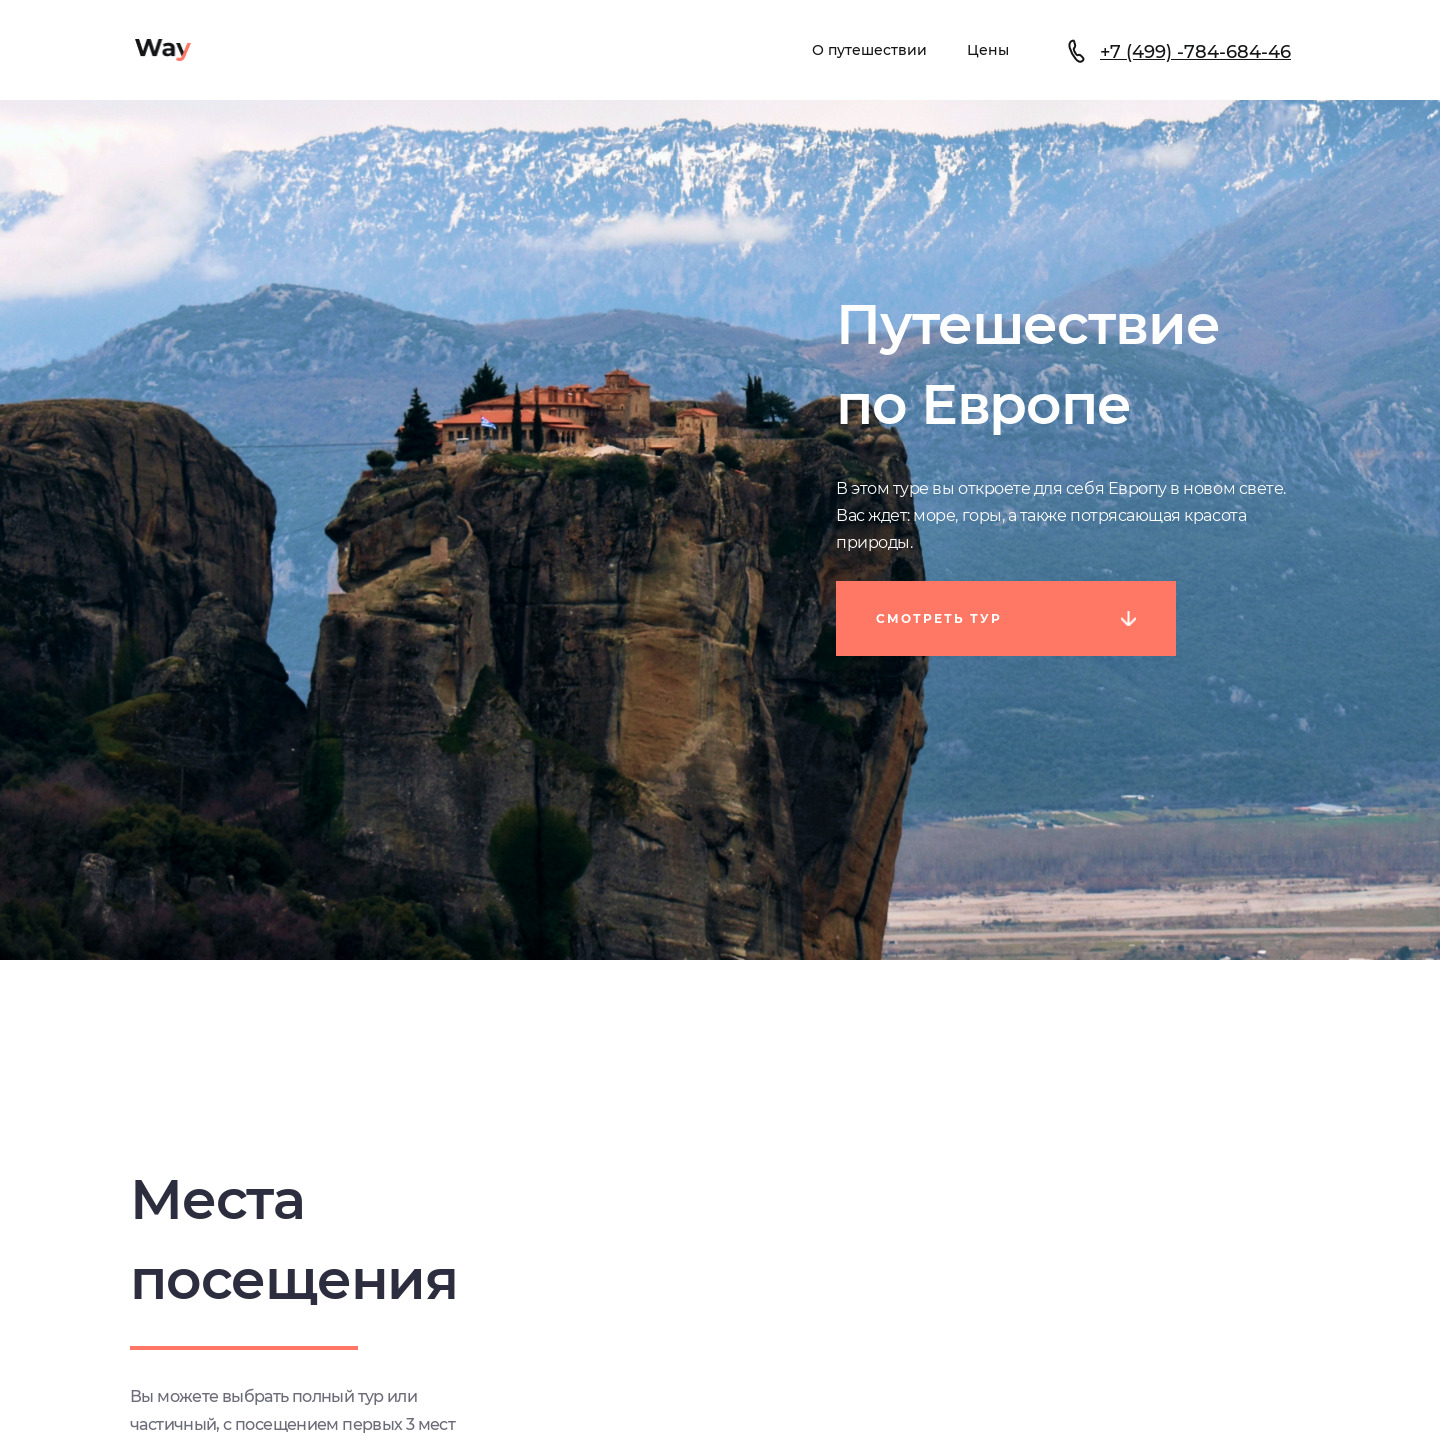 Way
О путешествии
Цены
+7 (499) -784-684-46
Путешествие
по Европе
В этом туре вы откроете для себя Европу в новом свете.
Вас ждет: море, горы, а также потрясающая красота
природы.
СМОТРЕТЬ ТУР
Места
посещения
Вы можете выбрать полный тур или
частичный, с посещением первых 3 мест